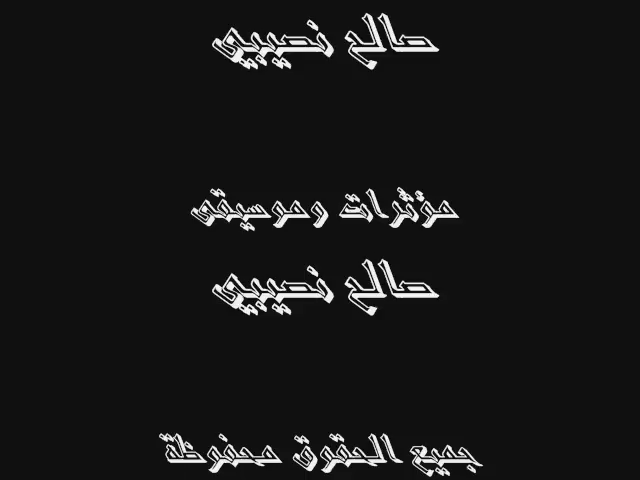 صالح نصيبي
مؤثرات وموسيقى
صالح نصيبي
جميع الحقوق محفوظة